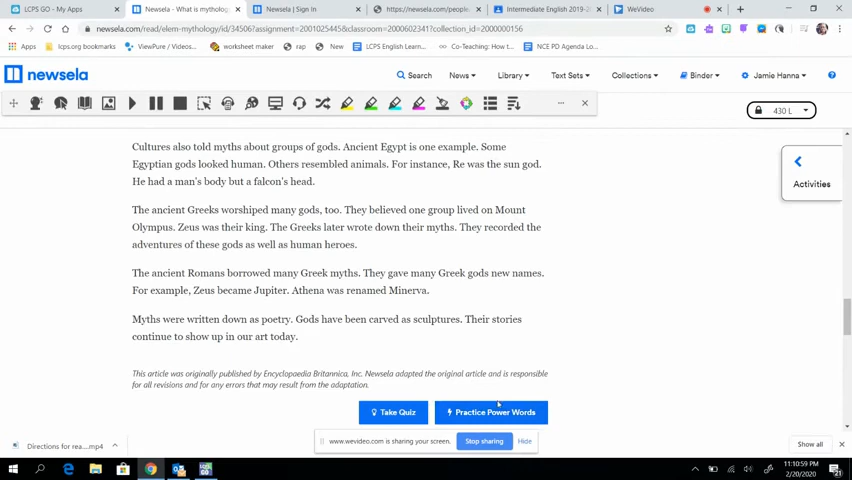 LCPS GO - My Apps
Newsela - What is mytholog
Newsela | Sign In
https://newsela.com/people
Intermediate English 2019-2
WeVideo
newsela.com/read/elem-mythology/id/34506?assignment=2001025445&classroom=2000602341&collection_id=2000000156
Apps
lcps.org bookmarks
ViewPure / Videos...
worksheet maker
rap
New
LCPS English Learn...
Co-Teaching: How t...
NCE PD Agenda Lo...
newsela
Search
News
Library
Text Sets
Collections
Binder
Jamie Hanna
430 L
Activities
Cultures also told myths about groups of gods. Ancient Egypt is one example. Some
Egyptian gods looked human. Others resembled animals. For instance, Re was the sun god.
He had a man's body but a falcon's head.
The ancient Greeks worshiped many gods, too. They believed one group lived on Mount
Olympus. Zeus was their king. The Greeks later wrote down their myths. They recorded the
adventures of these gods as well as human heroes.
The ancient Romans borrowed many Greek myths. They gave many Greek gods new names.
For example, Zeus became Jupiter. Athena was renamed Minerva.
Myths were written down as poetry. Gods have been carved as sculptures. Their stories
continue to show up in our art today.
This article was originally published by Encyclopaedia Britannica, Inc. Newsela adapted the original article and is responsible
for all revisions and for any errors that may result from the adaptation.
Take Quiz
Practice Power Words
www.wevideo.com is sharing your screen.
Stop sharing
Hide
Directions for rea....mp4
Show all
11:10:59 AM
2/20/2020